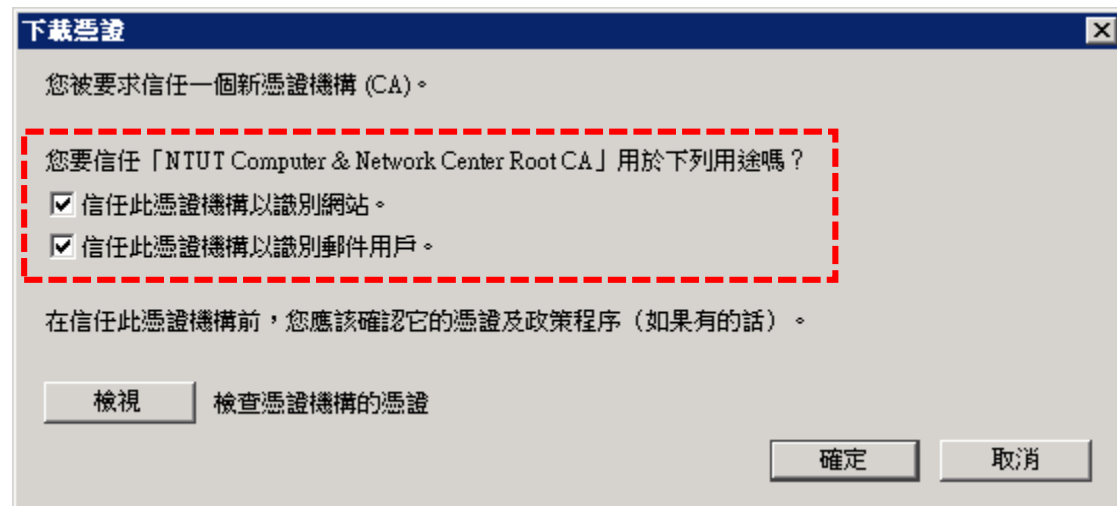 下載憑證
您被要求信任一個新憑證機構 (CA)。
您要信任「NTUT Computer & Network Center Root CA」用於下列用途嗎？
信任此憑證機構以識別網站。
信任此憑證機構以識別郵件用戶。
在信任此憑證機構前，您應該確認它的憑證及政策程序（如果有的話）。
檢視 檢查憑證機構的憑證
確定 取消